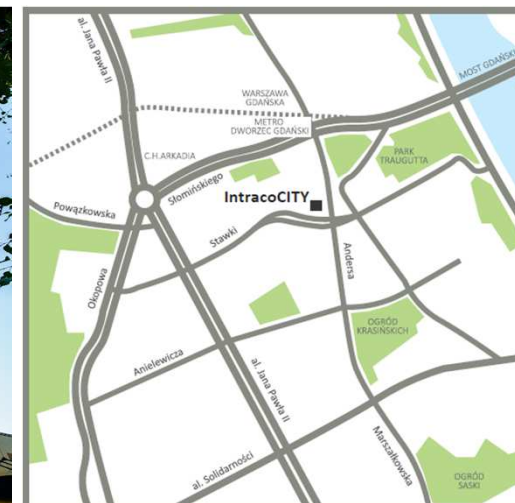 al. Jana Pawła II
MOST GDAŃSKI
WARSZAWA
GDAŃSKA
METRO
DWORZEC GDAŃSKI
C.H.ARKADIA
PARK
TRAUGUTTA
Słomińskiego
IntracoCITY
Powązkowska
Stawki
Andersa
Okopowa
OGRÓD
KRASIŃSKICH
Anielewicza
al. Jana Pawła II
Marszałkowska
al. Solidarności
OGRÓD
SASKI